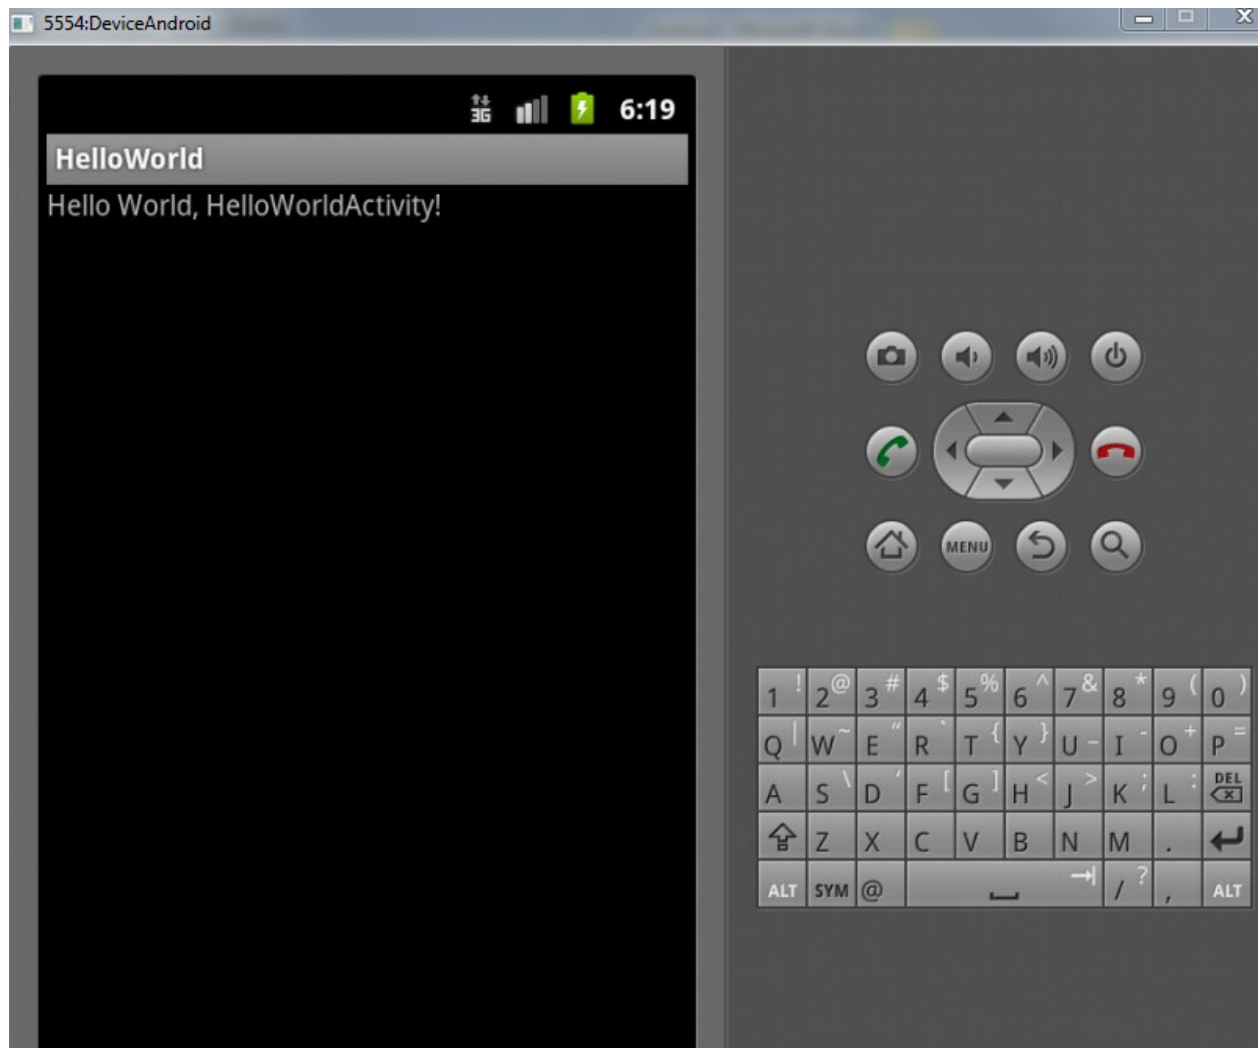 5554:DeviceAndroid
3G 6:19
HelloWorld
Hello World, HelloWorldActivity!
MENU
1 ! 2 @ 3 # 4 $ 5 % 6 ^ 7 & 8 * 9 ( 0 )
Q | W ~ E “ R ` T { Y } U _ I - O + P =
A S \ D ‘ F [ G ] H < J > K ; L : DEL
Z X C V B N M .
ALT SYM @ / ? , ALT